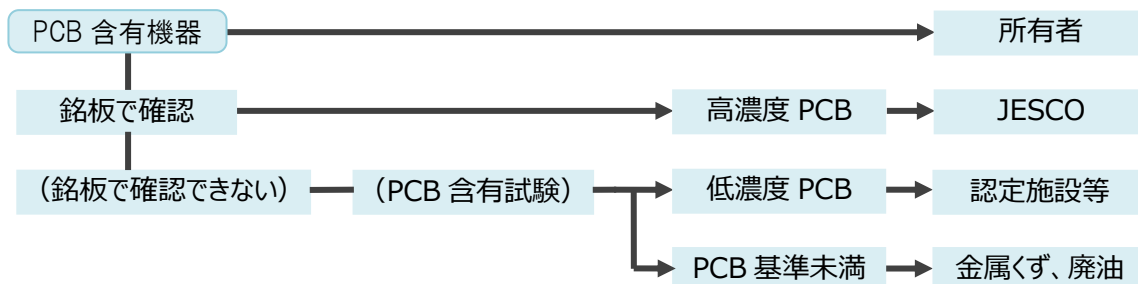 PCB 含有機器
所有者
銘板で確認
高濃度 PCB
JESCO
（銘板で確認できない）
（PCB 含有試験）
低濃度 PCB
認定施設等
PCB 基準未満
金属くず、廃油